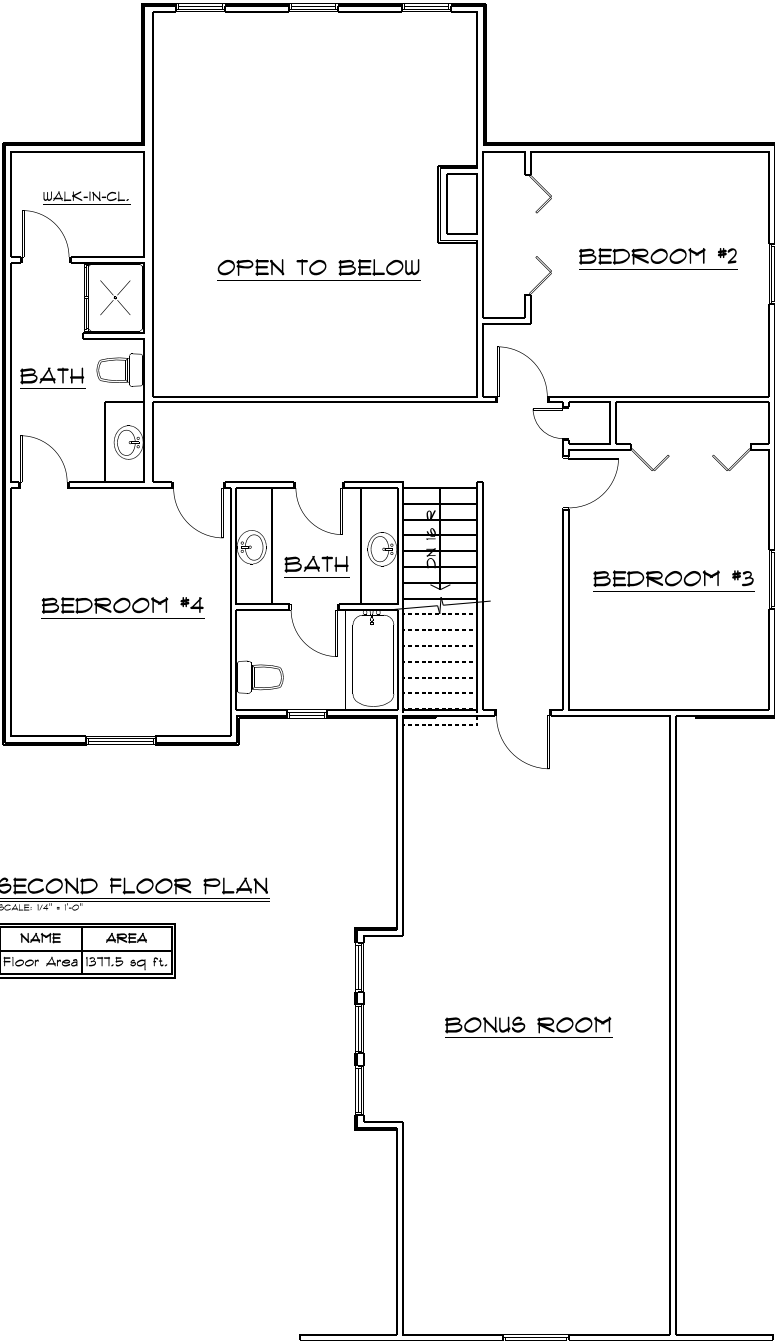 WALK-IN-CL.
OPEN TO BELOW
BEDROOM #2
BATH
DN 16 R
BATH
BEDROOM #3
BEDROOM #4
SECOND FLOOR PLAN
SCALE: 1/4" = 1'-0"
NAME AREA
Floor Area 1377.5 sq ft.
BONUS ROOM